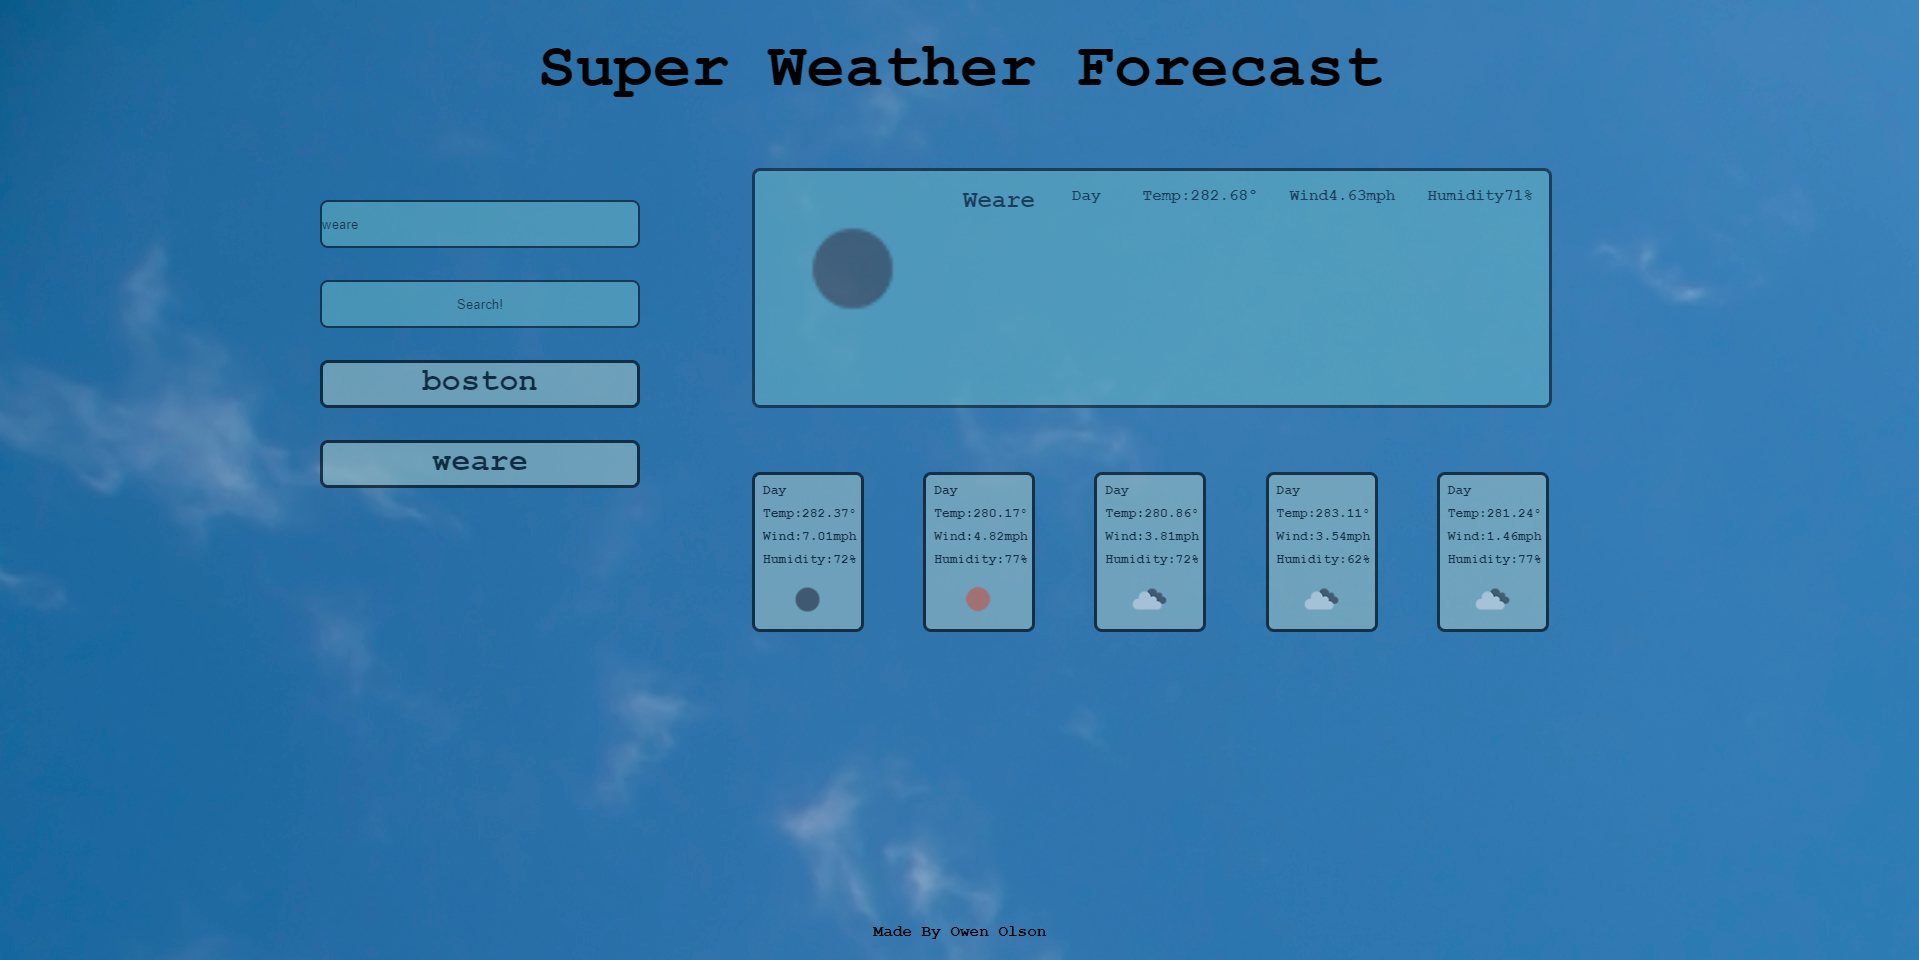 Super Weather Forecast
weare
Search!
boston
weare
Weare Day Temp:282.68° Wind4.63mph Humidity71%
Day
Temp:282.37°
Wind:7.01mph
Humidity:72%
Day
Temp:280.17°
Wind:4.82mph
Humidity:77%
Day
Temp:280.86°
Wind:3.81mph
Humidity:72%
Day
Temp:283.11°
Wind:3.54mph
Humidity:62%
Day
Temp:281.24°
Wind:1.46mph
Humidity:77%
Made By Owen Olson